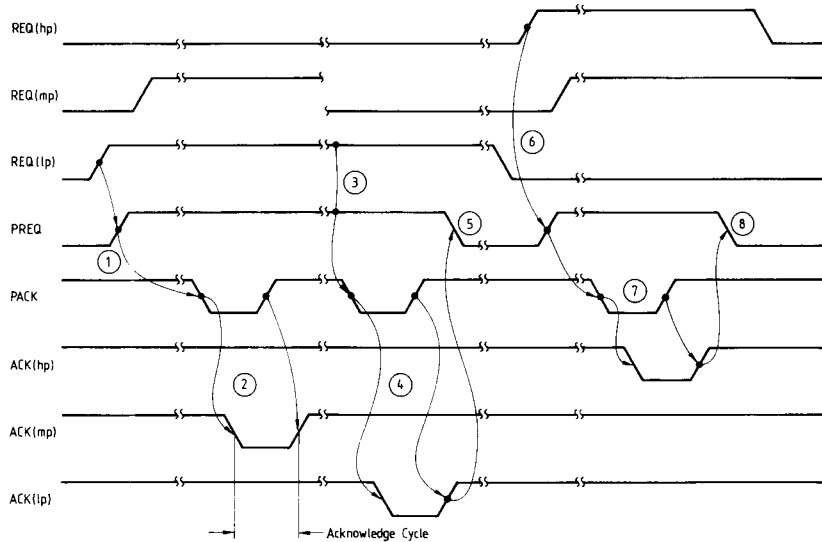 REQ(hp)
6
REQ(mp)
REQ(lp)
3
PREQ
5
8
1
PACK
7
ACK(hp)
2
4
ACK(mp)
ACK(lp)
Acknowledge Cycle